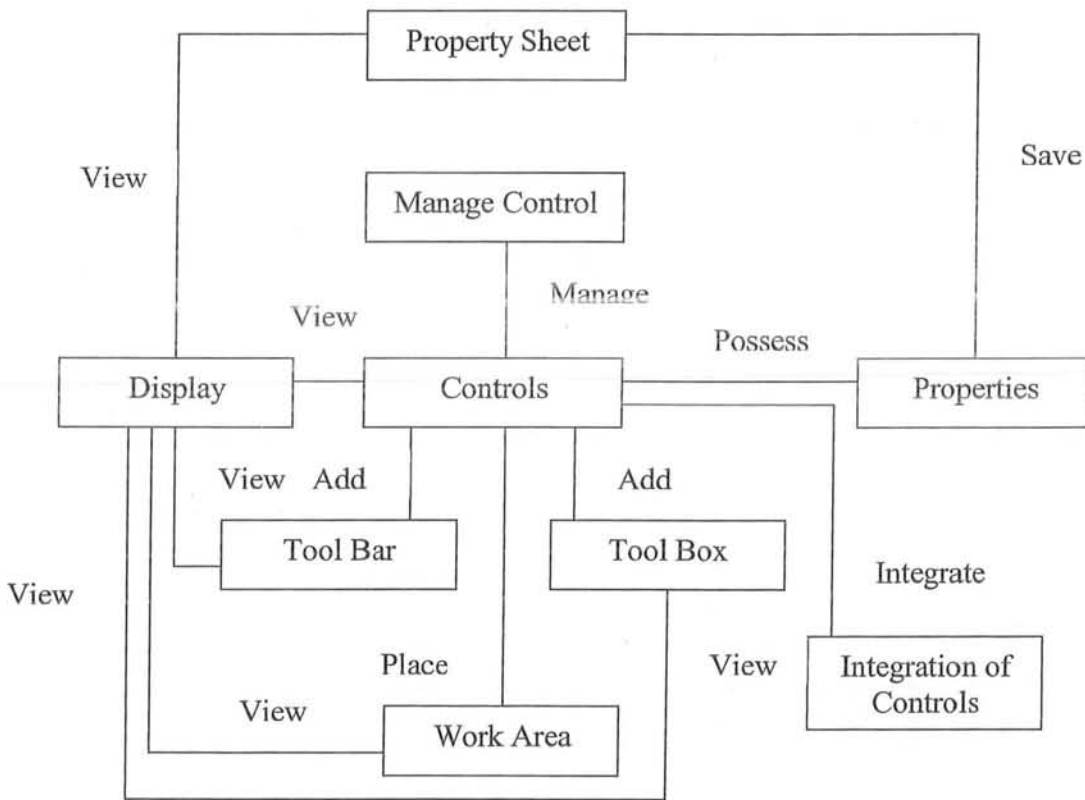 Property Sheet
View
Save
Manage Control
Manage
View
Possess
Display
Controls
Properties
View
Add
Add
Tool Bar
Tool Box
View
Integrate
Place
View
Integration of
Controls
View
Work Area